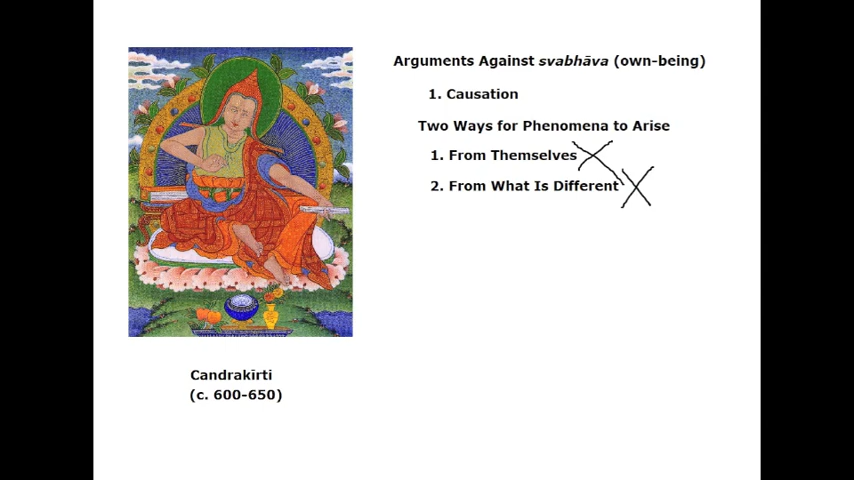 Arguments Against svabhāva (own-being)
1. Causation
Two Ways for Phenomena to Arise
1. From Themselves
2. From What Is Different
Candrakīrti
(c. 600-650)